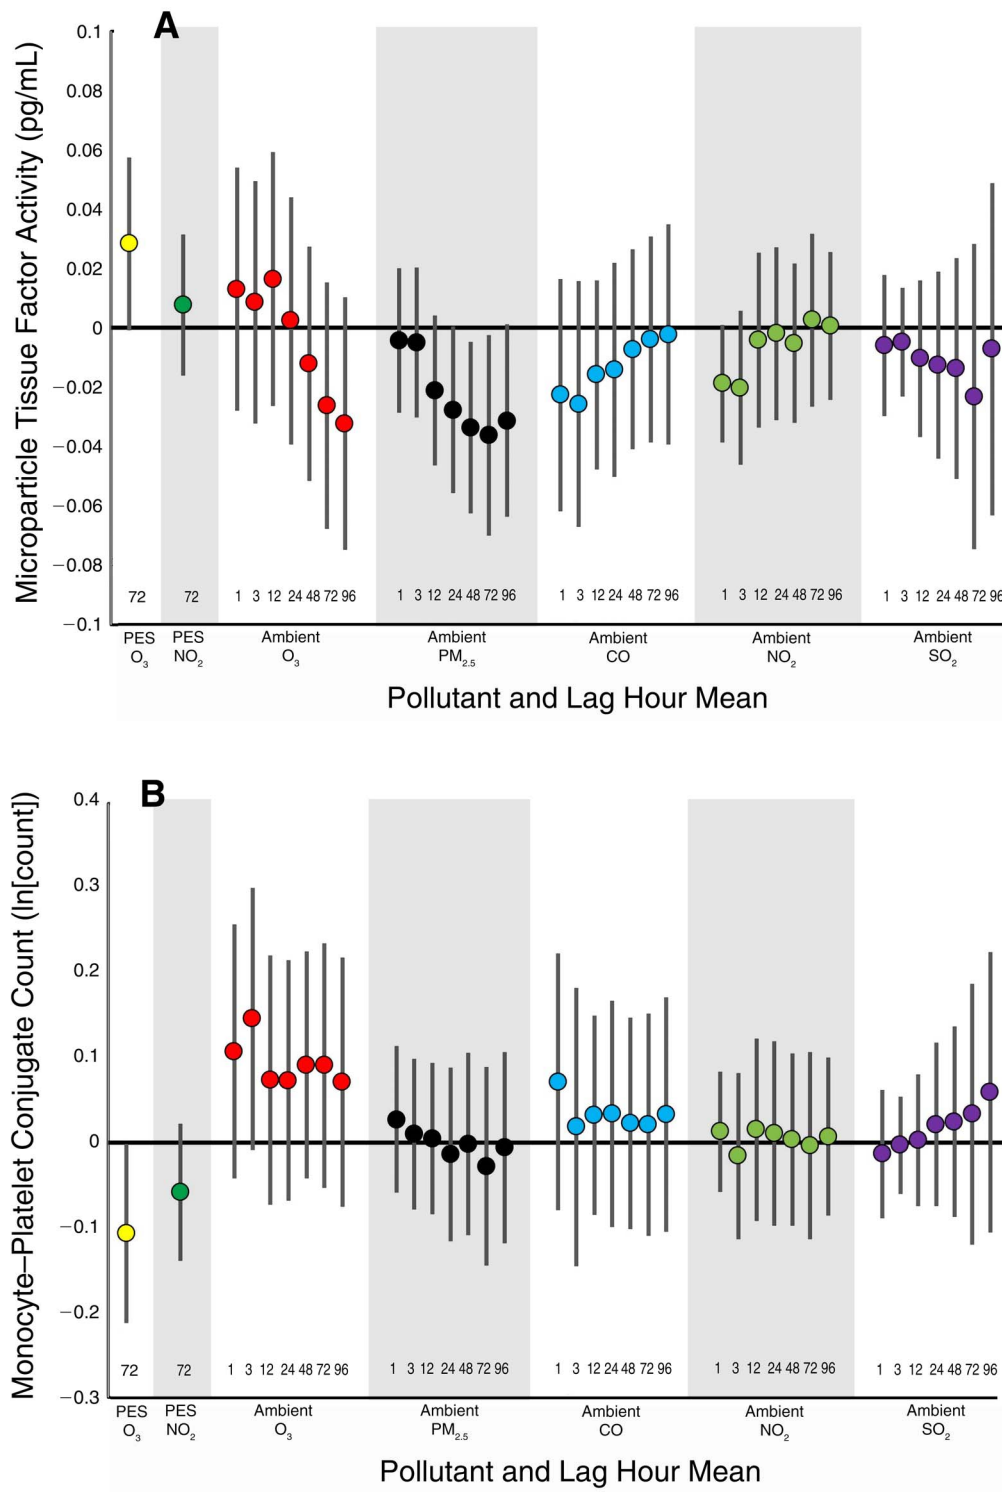 A
Microparticle Tissue Factor Activity (pg/mL)
0.1
0.08
0.06
0.04
0.02
0
−0.02
−0.04
−0.06
−0.08
−0.1
72 72 1 3 12 24 48 72 96 1 3 12 24 48 72 96 1 3 12 24 48 72 96 1 3 12 24 48 72 96 1 3 12 24 48 72 96
PES PES Ambient Ambient Ambient Ambient Ambient
O3 NO2 O3 PM2.5 CO NO2 SO2
Pollutant and Lag Hour Mean
B
Monocyte–Platelet Conjugate Count (ln[count])
0.4
0.3
0.2
0.1
0
−0.1
−0.2
−0.3
72 72 1 3 12 24 48 72 96 1 3 12 24 48 72 96 1 3 12 24 48 72 96 1 3 12 24 48 72 96 1 3 12 24 48 72 96
PES PES Ambient Ambient Ambient Ambient Ambient
O3 NO2 O3 PM2.5 CO NO2 SO2
Pollutant and Lag Hour Mean